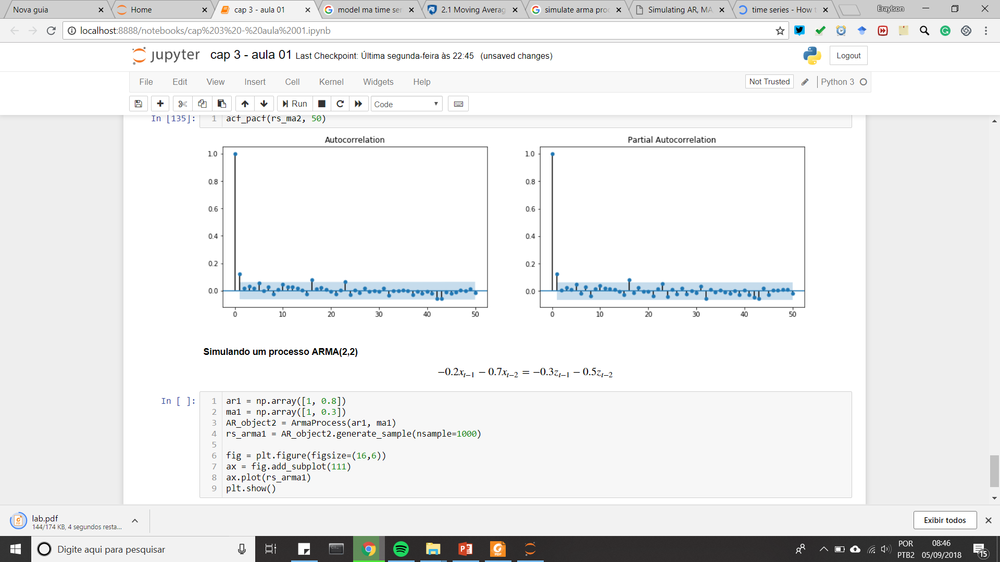 Nova guia
Home
cap 3 - aula 01
model ma time ser
2.1 Moving Averag
simulate arma proc
Simulating AR, MA
time series - How t
Eraylson
localhost:8888/notebooks/cap%203%20-%20aula%2001.ipynb
jupyter cap 3 - aula 01 Last Checkpoint: Última segunda-feira às 22:45 (unsaved changes)
Logout
File Edit View Insert Cell Kernel Widgets Help
Not Trusted
Python 3
Run
Code
In [135]: 1 acf_pacf(rs_ma2, 50)
Autocorrelation
1.0
0.8
0.6
0.4
0.2
0.0
0 10 20 30 40 50
Partial Autocorrelation
1.0
0.8
0.6
0.4
0.2
0.0
0 10 20 30 40 50
Simulando um processo ARMA(2,2)
−0.2xₜ₋₁ − 0.7xₜ₋₂ = −0.3zₜ₋₁ − 0.5zₜ₋₂
In [ ]:
1 ar1 = np.array([1, 0.8])
2 ma1 = np.array([1, 0.3])
3 AR_object2 = ArmaProcess(ar1, ma1)
4 rs_arma1 = AR_object2.generate_sample(nsample=1000)
5
6 fig = plt.figure(figsize=(16,6))
7 ax = fig.add_subplot(111)
8 ax.plot(rs_arma1)
9 plt.show()
lab.pdf
144/174 KB, 4 segundos resta...
Exibir todos
Digite aqui para pesquisar
POR
PTB2
08:46
05/09/2018
15